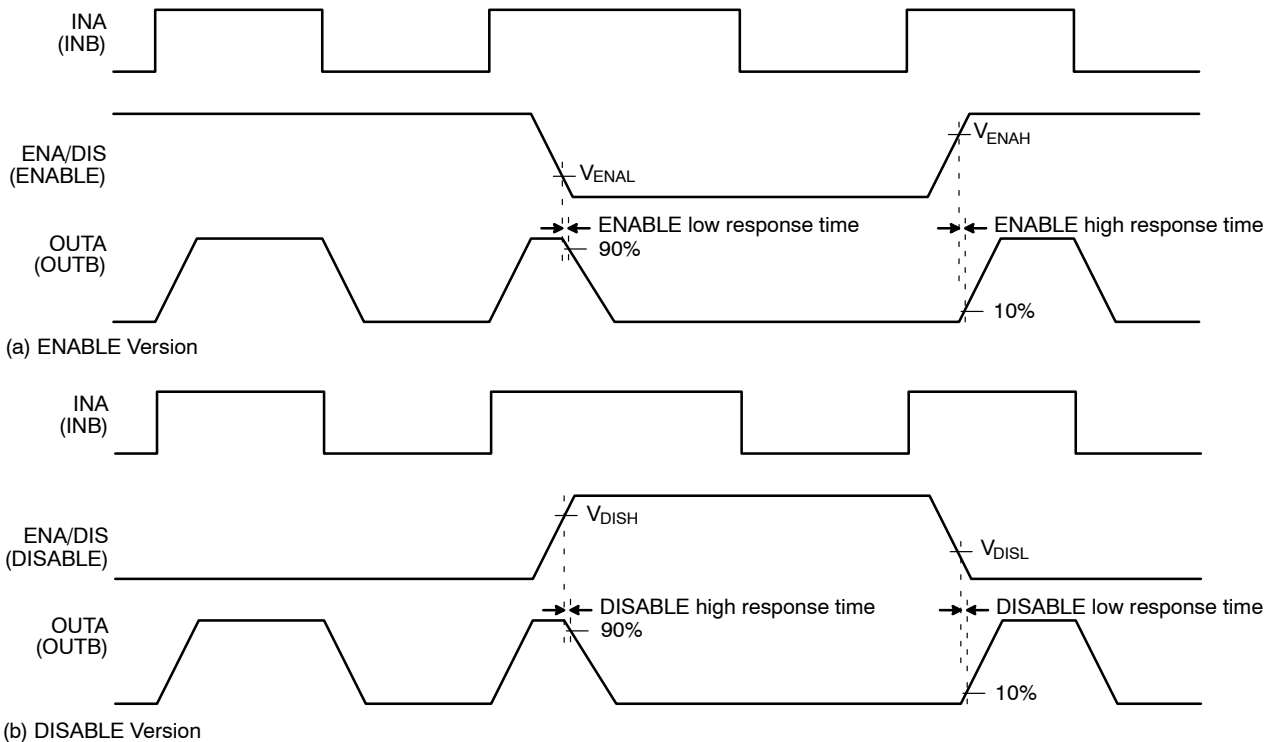 INA
(INB)
ENA/DIS
(ENABLE)
VENAL
VENAH
ENABLE low response time
ENABLE high response time
OUTA
(OUTB)
90%
10%
(a) ENABLE Version
INA
(INB)
ENA/DIS
(DISABLE)
VDISH
VDISL
DISABLE high response time
DISABLE low response time
OUTA
(OUTB)
90%
10%
(b) DISABLE Version